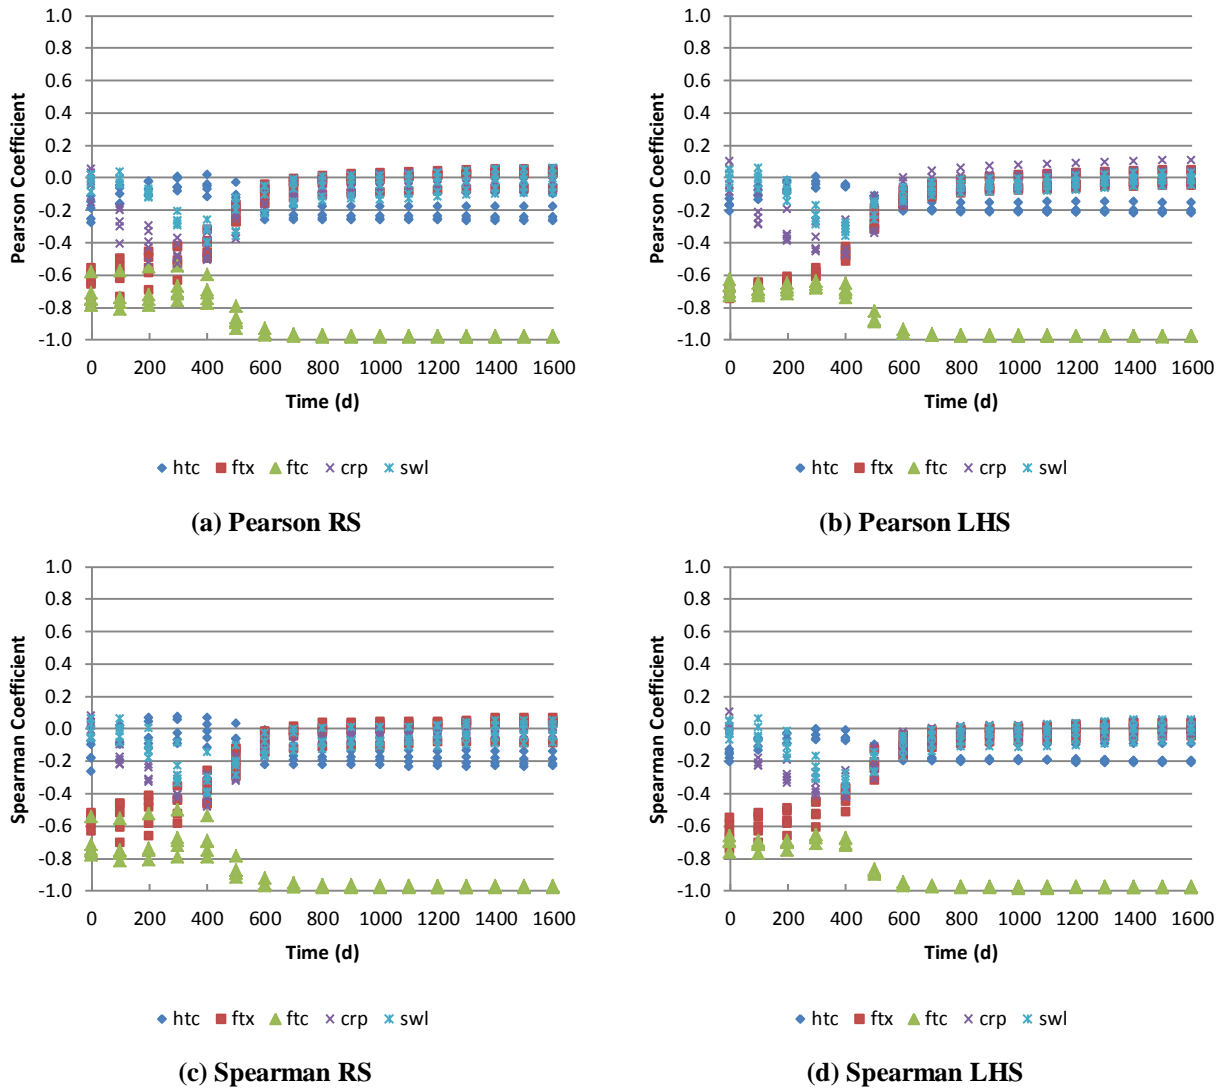 1.0
0.8
0.6
0.4
0.2
0.0
-0.2
-0.4
-0.6
-0.8
-1.0
Pearson Coefficient
0 200 400 600 800 1000 1200 1400 1600
Time (d)
htc ftx ftc crp swl
(a) Pearson RS
1.0
0.8
0.6
0.4
0.2
0.0
-0.2
-0.4
-0.6
-0.8
-1.0
Pearson Coefficient
0 200 400 600 800 1000 1200 1400 1600
Time (d)
htc ftx ftc crp swl
(b) Pearson LHS
1.0
0.8
0.6
0.4
0.2
0.0
-0.2
-0.4
-0.6
-0.8
-1.0
Spearman Coefficient
0 200 400 600 800 1000 1200 1400 1600
Time (d)
htc ftx ftc crp swl
(c) Spearman RS
1.0
0.8
0.6
0.4
0.2
0.0
-0.2
-0.4
-0.6
-0.8
-1.0
Spearman Coefficient
0 200 400 600 800 1000 1200 1400 1600
Time (d)
htc ftx ftc crp swl
(d) Spearman LHS